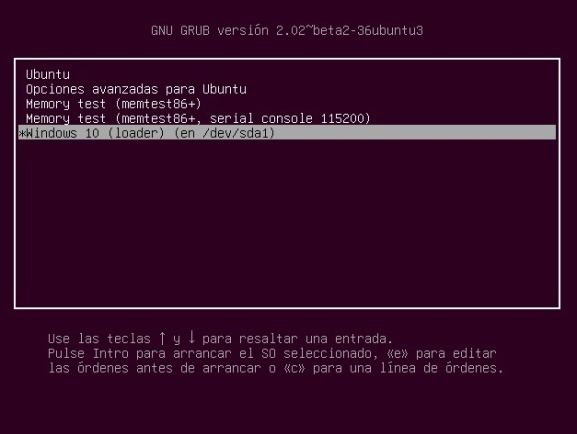 GNU GRUB versión 2.02~beta2-36ubuntu3
Ubuntu
Opciones avanzadas para Ubuntu
Memory test (memtest86+)
Memory test (memtest86+, serial console 115200)
*Windows 10 (loader) (en /dev/sda1)
Use las teclas ↑ y ↓ para resaltar una entrada.
Pulse Intro para arrancar el SO seleccionado, «e» para editar
las órdenes antes de arrancar o «c» para una línea de órdenes.